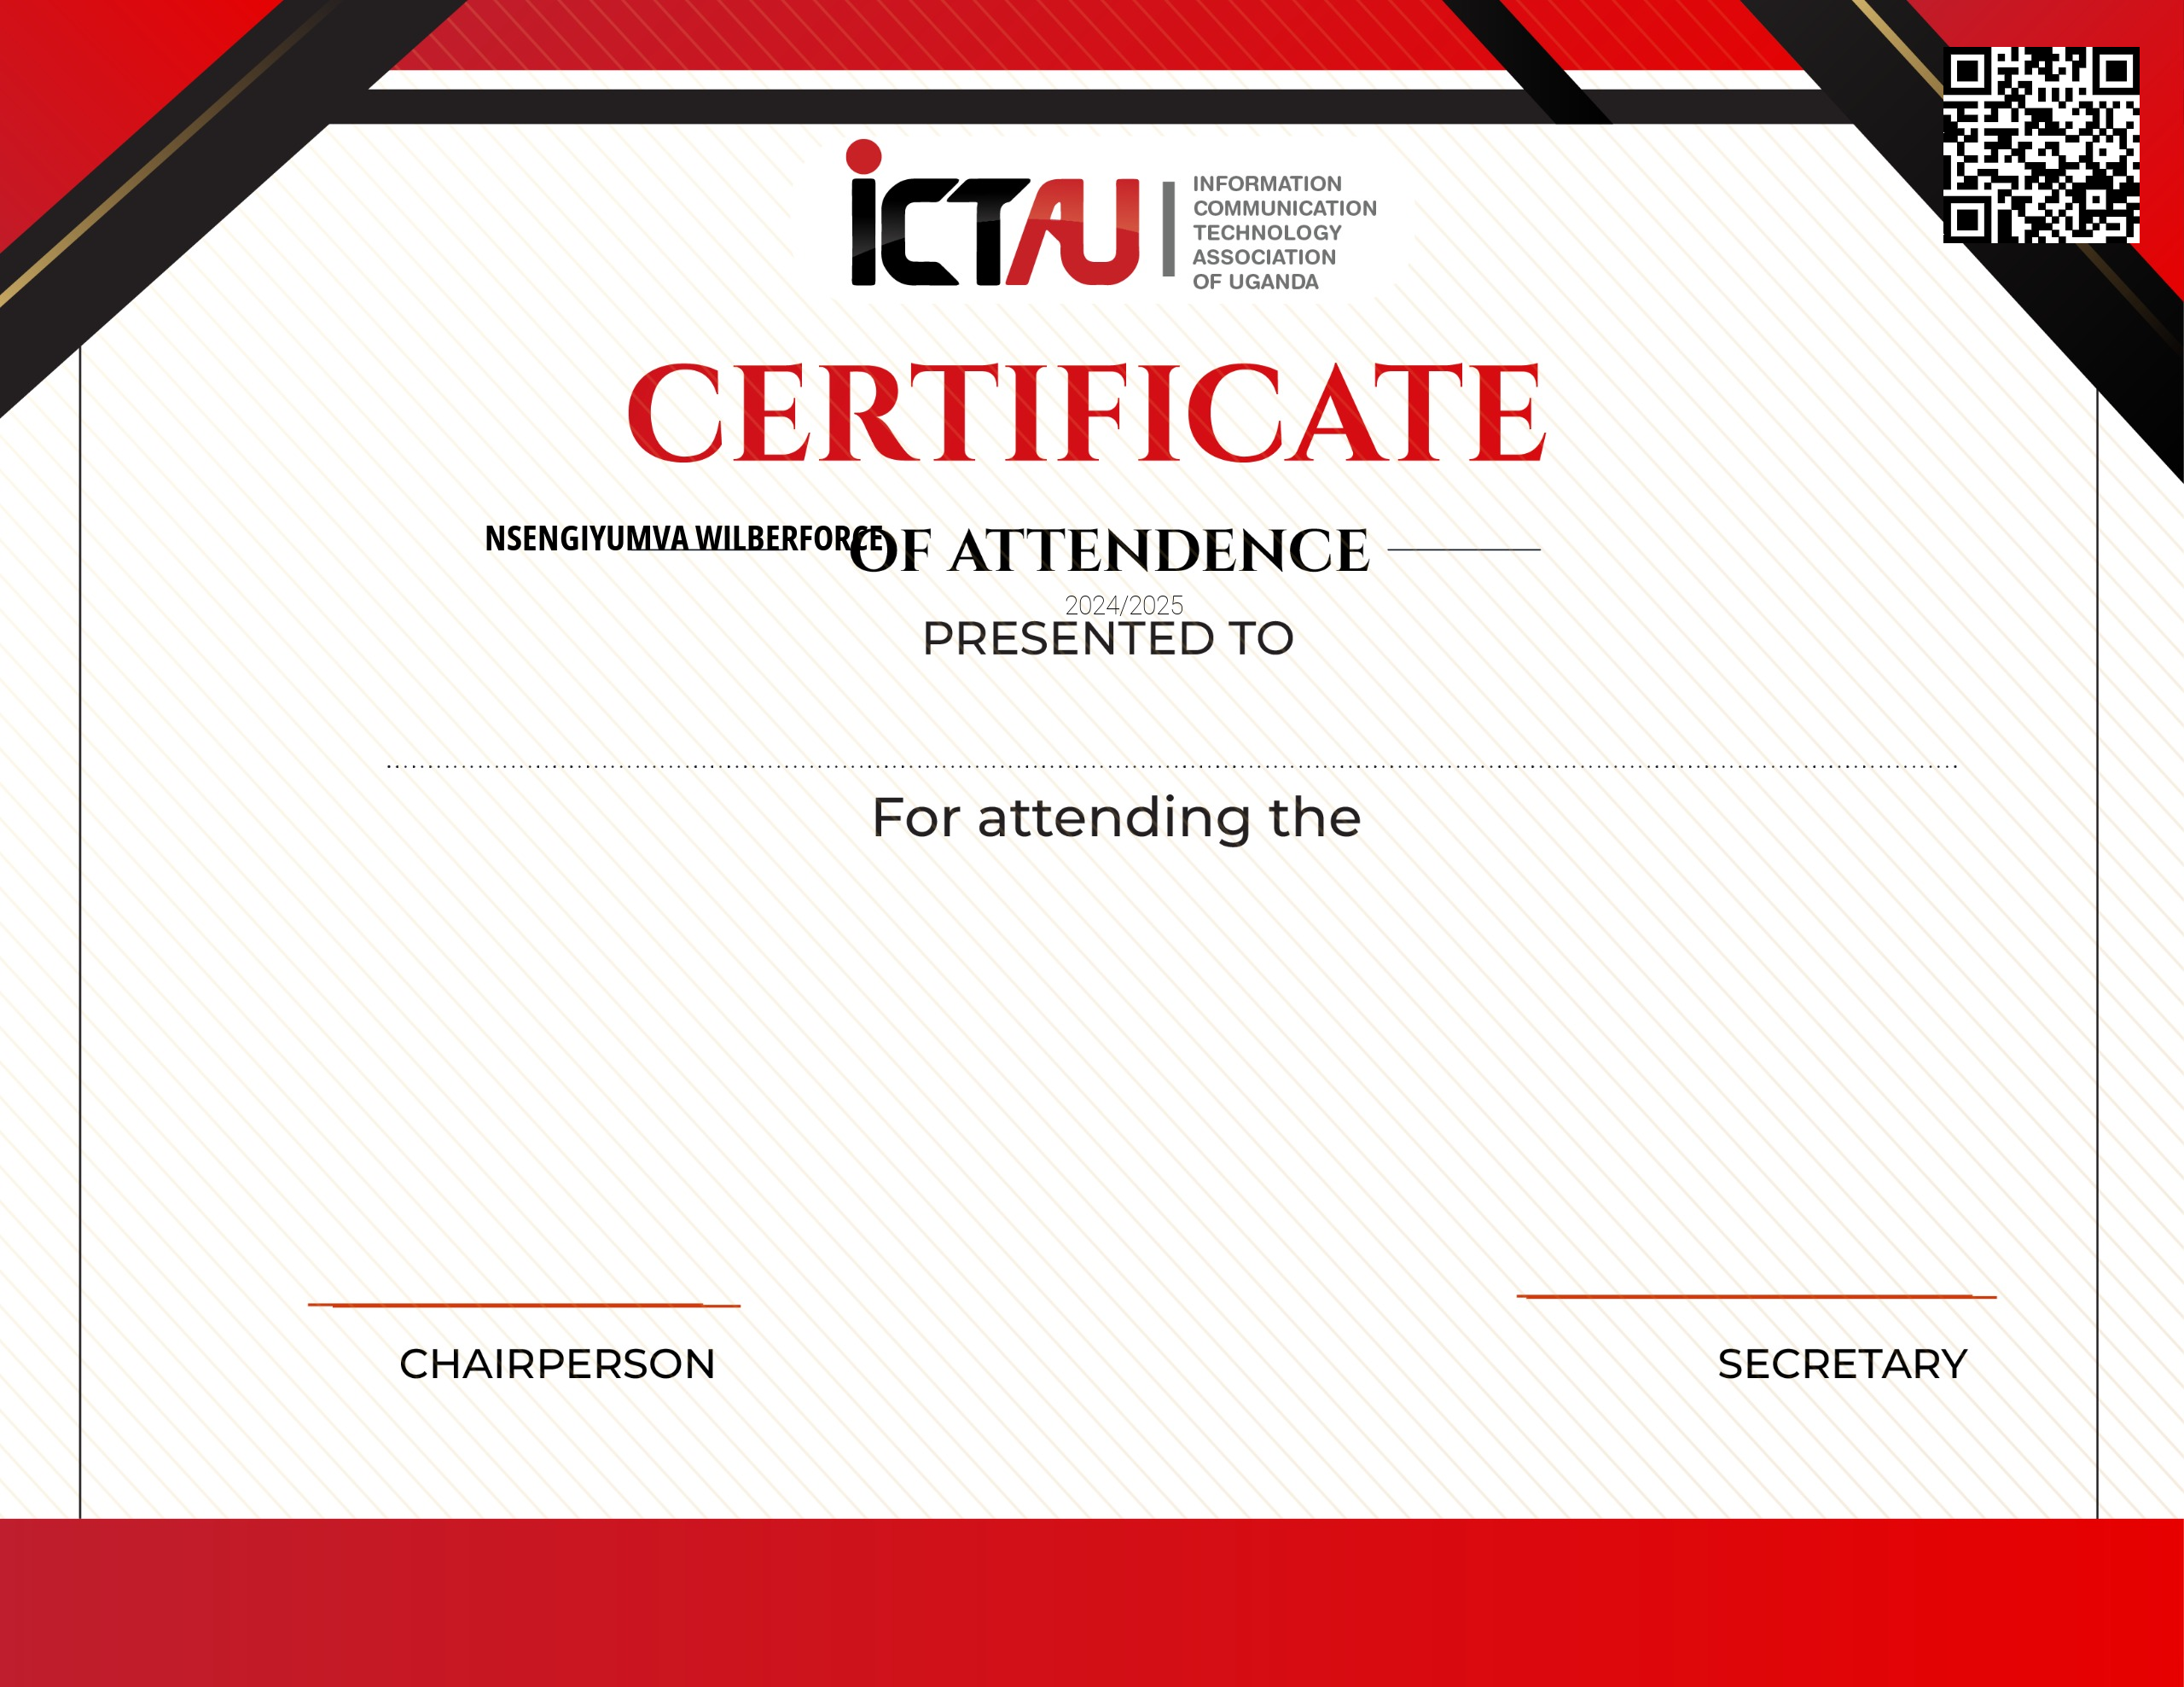 iCTAU
INFORMATION
COMMUNICATION
TECHNOLOGY
ASSOCIATION
OF UGANDA
CERTIFICATE
NSENGIYUMVA WILBERFORCE
OF ATTENDENCE
2024/2025
PRESENTED TO
For attending the
CHAIRPERSON
SECRETARY